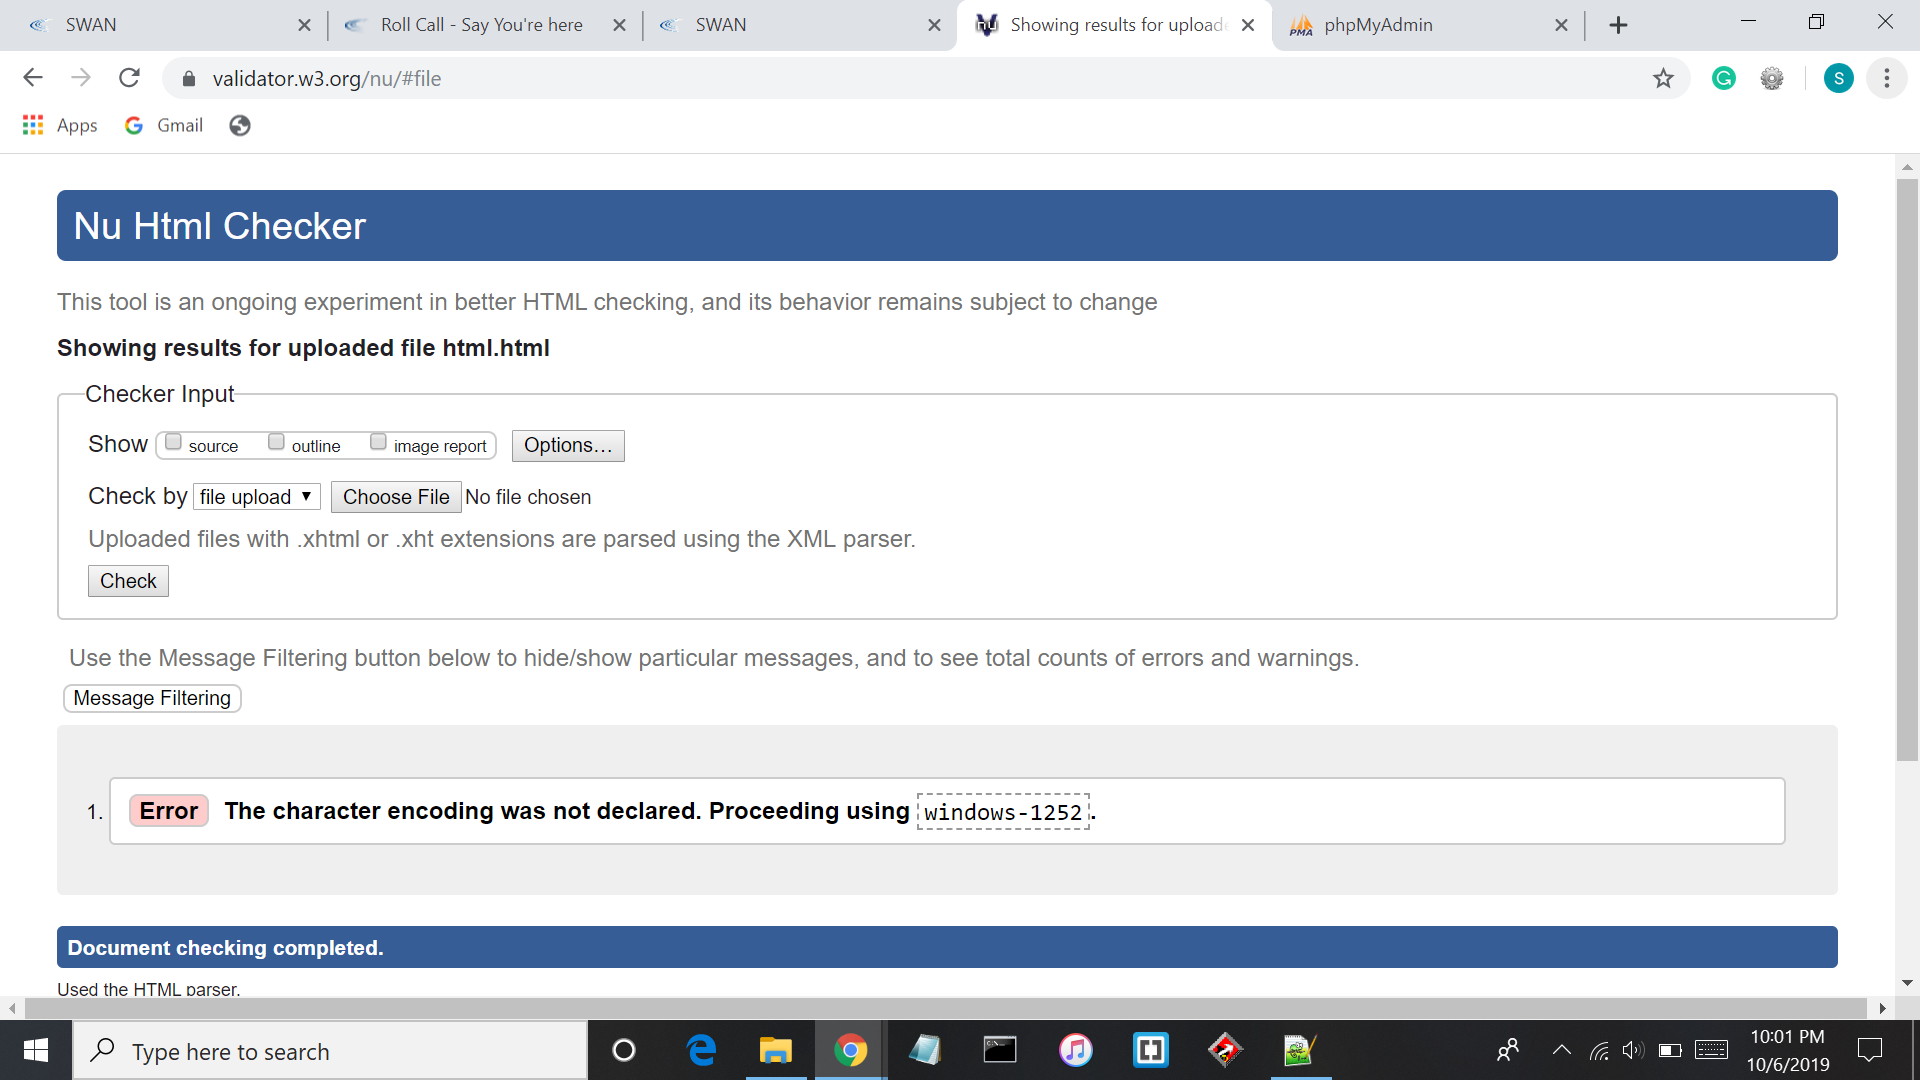 SWAN
Roll Call - Say You're here
SWAN
Showing results for upload
phpMyAdmin
validator.w3.org/nu/#file
S
Apps
Gmail
Nu Html Checker
This tool is an ongoing experiment in better HTML checking, and its behavior remains subject to change
Showing results for uploaded file html.html
Checker Input
Show source outline image report Options...
Check by file upload Choose File No file chosen
Uploaded files with .xhtml or .xht extensions are parsed using the XML parser.
Check
Use the Message Filtering button below to hide/show particular messages, and to see total counts of errors and warnings.
Message Filtering
1. Error The character encoding was not declared. Proceeding using windows-1252.
Document checking completed.
Used the HTML parser.
Type here to search
10:01 PM
10/6/2019